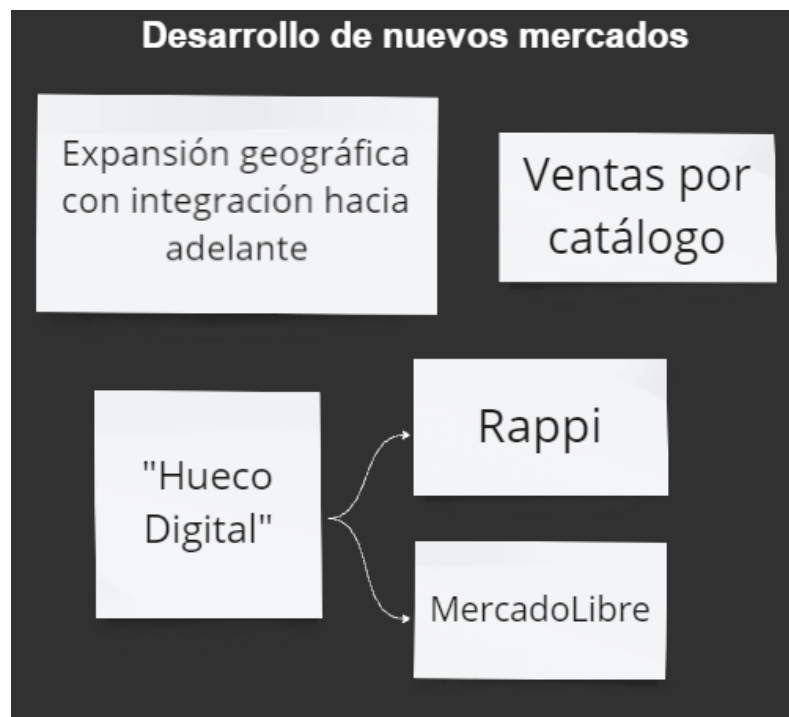 Desarrollo de nuevos mercados
Expansión geográfica
con integración hacia
adelante
Ventas por
catálogo
"Hueco
Digital"
Rappi
MercadoLibre